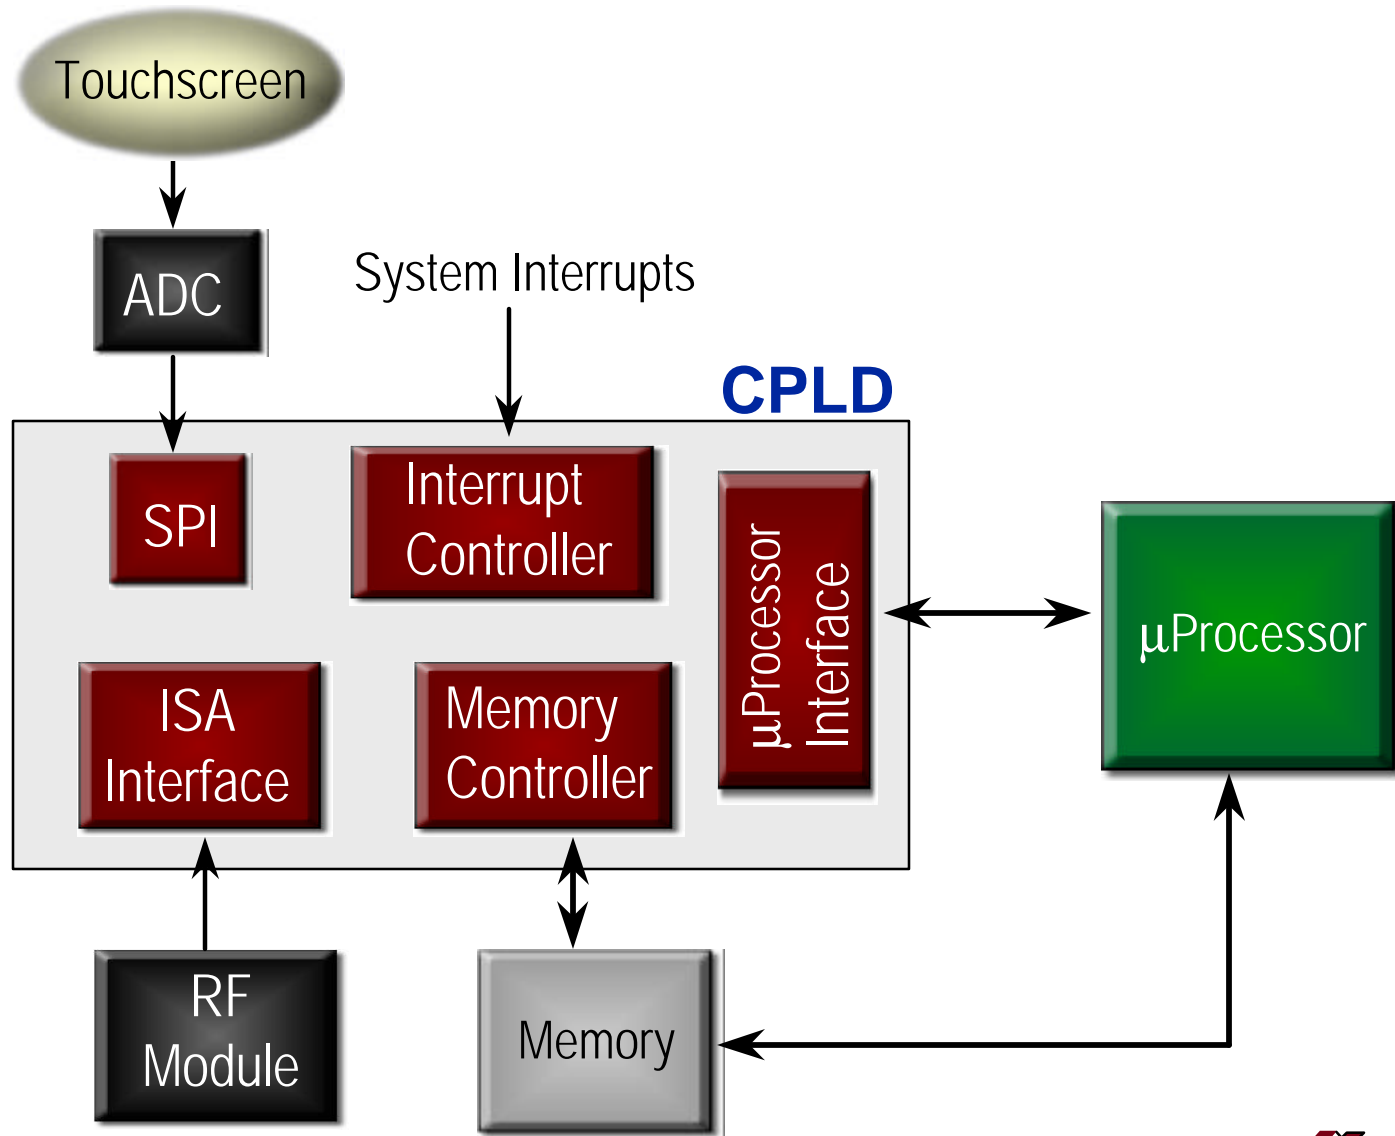 Touchscreen
ADC
System Interrupts
CPLD
SPI
Interrupt
Controller
µProcessor
Interface
µProcessor
ISA
Interface
Memory
Controller
RF
Module
Memory